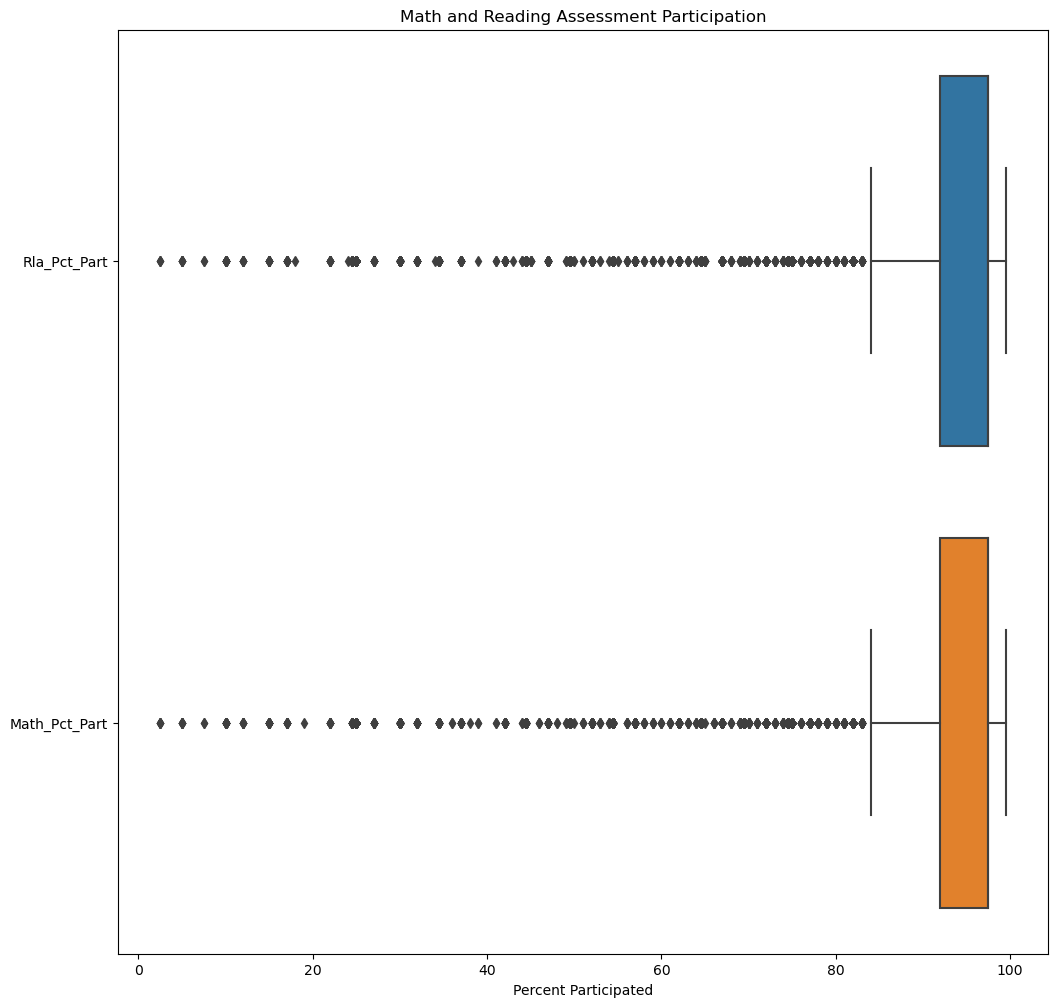 Math and Reading Assessment Participation
Rla_Pct_Part
Math_Pct_Part
0 20 40 60 80 100
Percent Participated